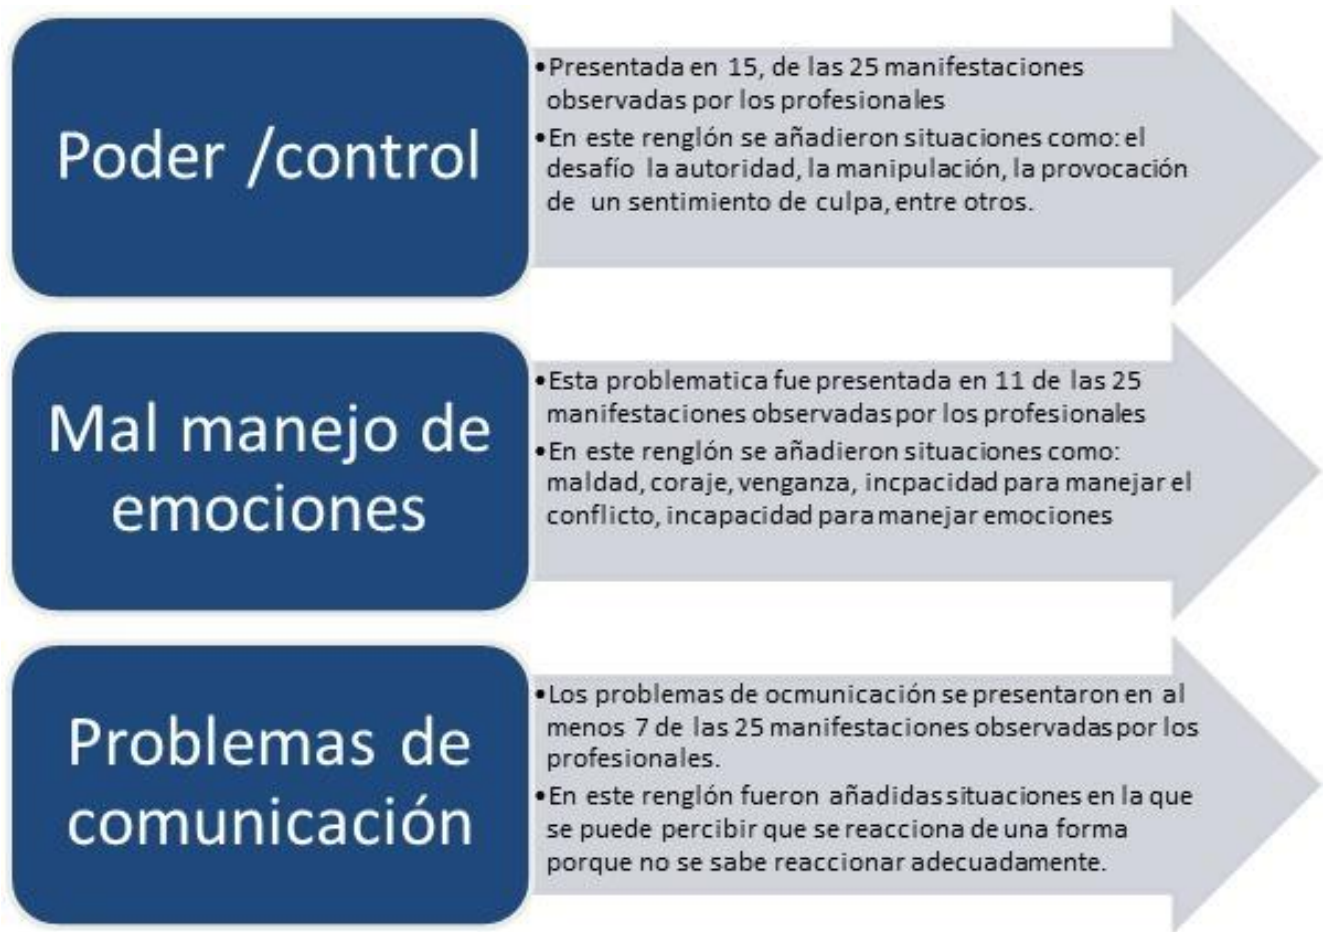 Poder /control
•Presentada en 15, de las 25 manifestaciones
observadas por los profesionales
•En este renglón se añadieron situaciones como: el
desafío la autoridad, la manipulación, la provocación
de un sentimiento de culpa, entre otros.
Mal manejo de
emociones
•Esta problematica fue presentada en 11 de las 25
manifestaciones observadas por los profesionales
•En este renglón se añadieron situaciones como:
maldad, coraje, venganza, incpacidad para manejar el
conflicto, incapacidad para manejar emociones
Problemas de
comunicación
•Los problemas de ocmunicación se presentaron en al
menos 7 de las 25 manifestaciones observadas por los
profesionales.
•En este renglón fueron añadidas situaciones en la que
se puede percibir que se reacciona de una forma
porque no se sabe reaccionar adecuadamente.